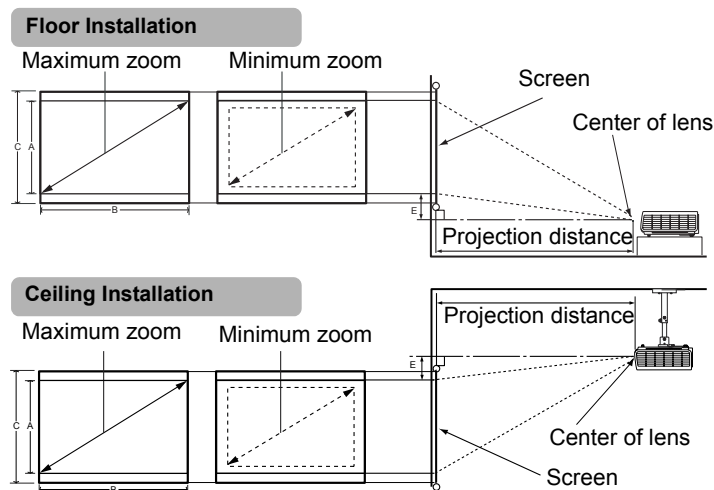 Floor Installation
Maximum zoom
Minimum zoom
Screen
Center of lens
C
A
B
E
Projection distance
Ceiling Installation
Maximum zoom
Minimum zoom
Projection distance
E
C
A
B
Center of lens
Screen